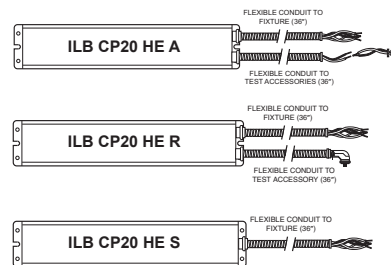 FLEXIBLE CONDUIT TO
FIXTURE (36")
ILB CP20 HE A
FLEXIBLE CONDUIT TO
TEST ACCESSORIES (36")
FLEXIBLE CONDUIT TO
FIXTURE (36")
ILB CP20 HE R
FLEXIBLE CONDUIT TO
TEST ACCESSORY (36")
FLEXIBLE CONDUIT TO
FIXTURE (36")
ILB CP20 HE S